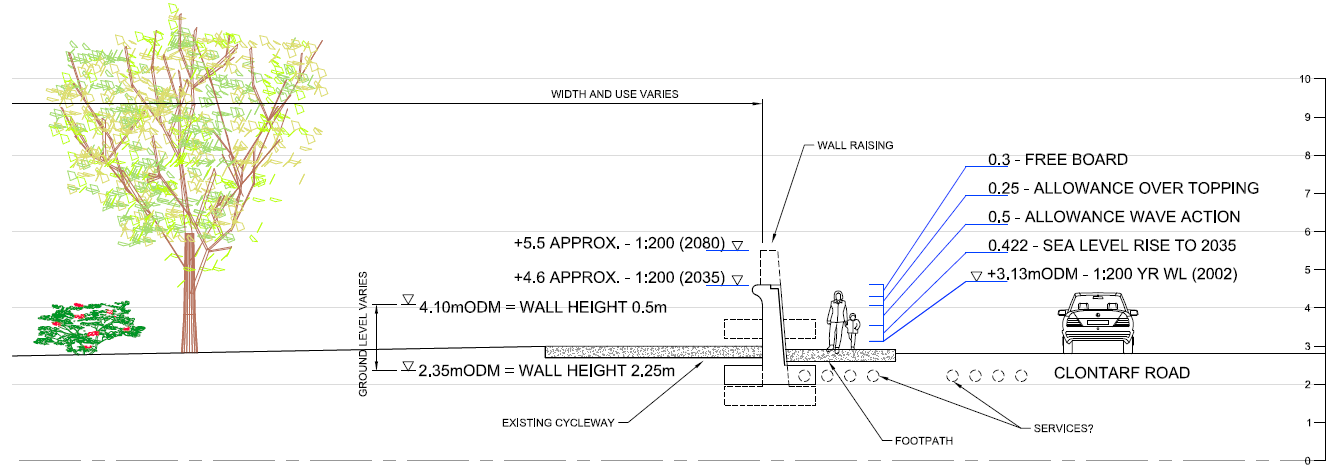 10
WIDTH AND USE VARIES
9
WALL RAISING
8
0.3 - FREE BOARD
0.25 - ALLOWANCE OVER TOPPING
7
0.5 - ALLOWANCE WAVE ACTION
6
+5.5 APPROX. - 1:200 (2080)
0.422 - SEA LEVEL RISE TO 2035
+4.6 APPROX. - 1:200 (2035)
+3.13mODM - 1:200 YR WL (2002)
5
GROUND LEVEL VARIES
4.10mODM = WALL HEIGHT 0.5m
4
3
2.35mODM = WALL HEIGHT 2.25m
CLONTARF ROAD
2
EXISTING CYCLEWAY
SERVICES?
FOOTPATH
1
0